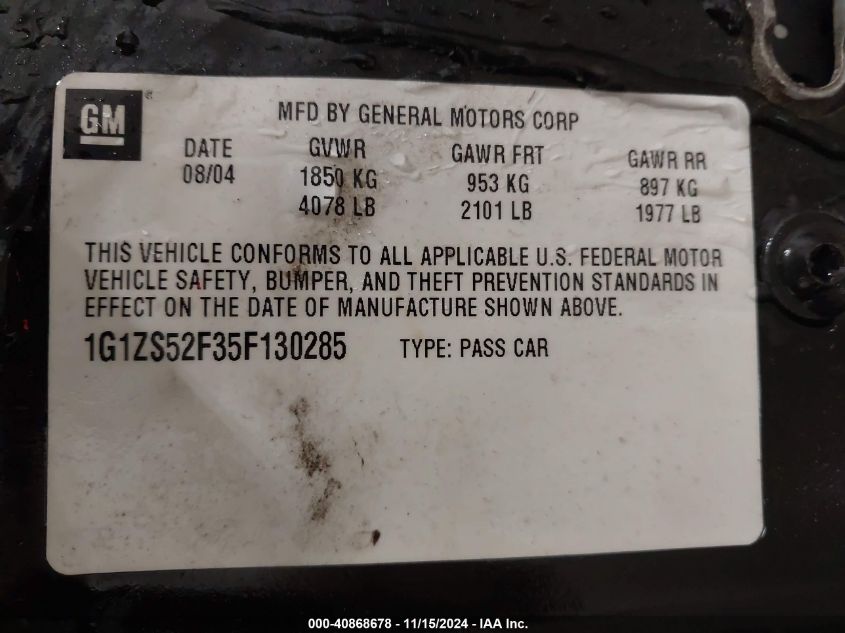 GM®
MFD BY GENERAL MOTORS CORP
DATE GVWR GAWR FRT GAWR RR
08/04 1850 KG 953 KG 897 KG
4078 LB 2101 LB 1977 LB
THIS VEHICLE CONFORMS TO ALL APPLICABLE U.S. FEDERAL MOTOR
VEHICLE SAFETY, BUMPER, AND THEFT PREVENTION STANDARDS IN
EFFECT ON THE DATE OF MANUFACTURE SHOWN ABOVE.
1G1ZS52F35F130285 TYPE: PASS CAR
000-40868678 - 11/15/2024 - IAA Inc.